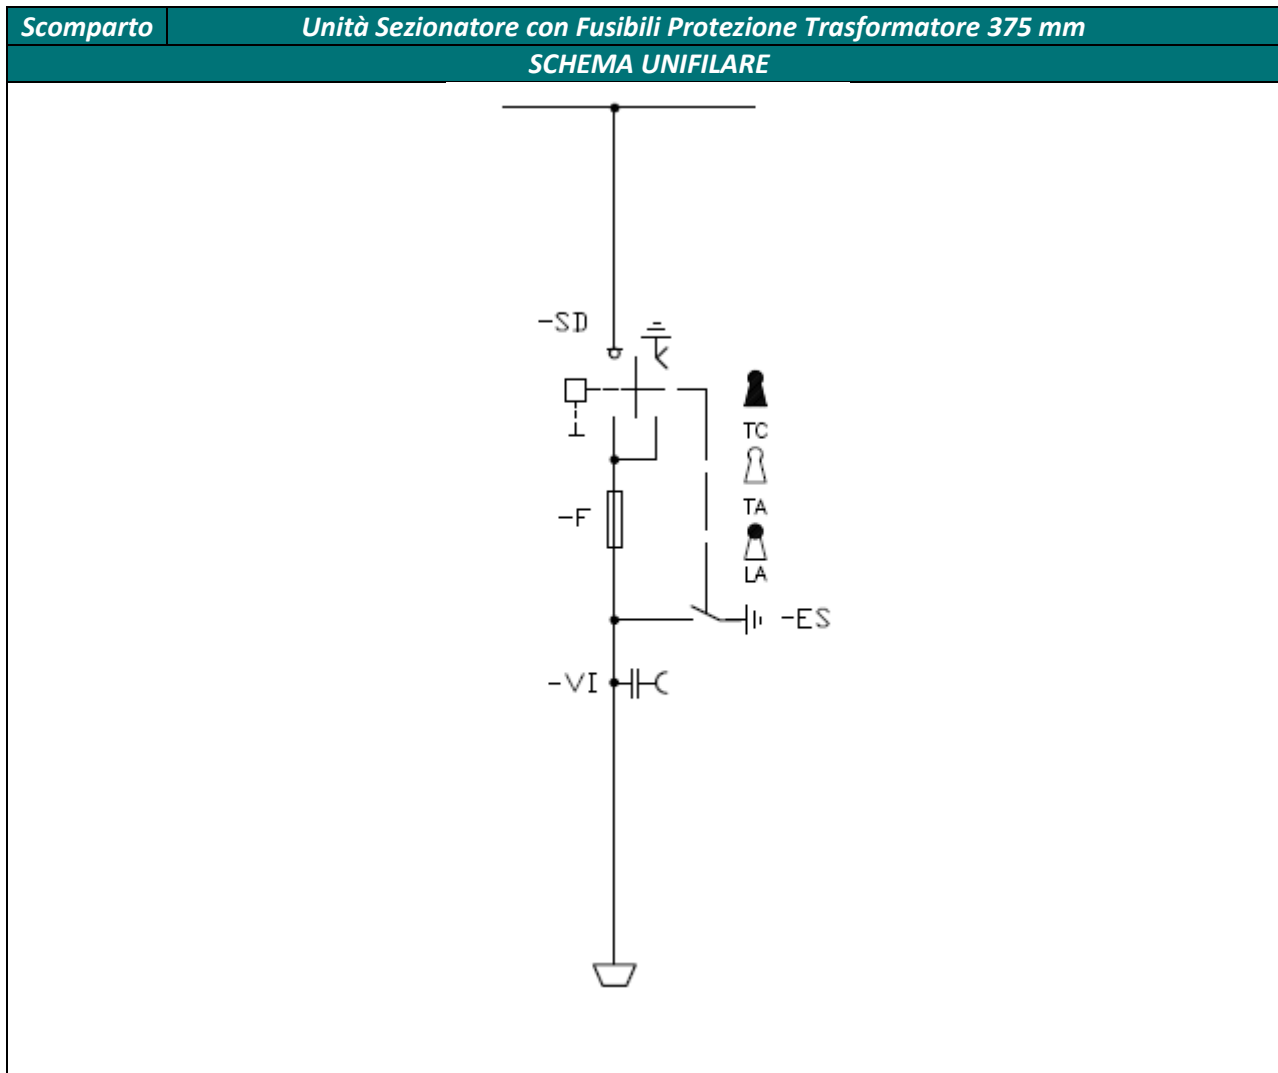 Scomparto Unità Sezionatore con Fusibili Protezione Trasformatore 375 mm
SCHEMA UNIFILARE
-SD
TC
TA
-F
LA
-ES
-VI